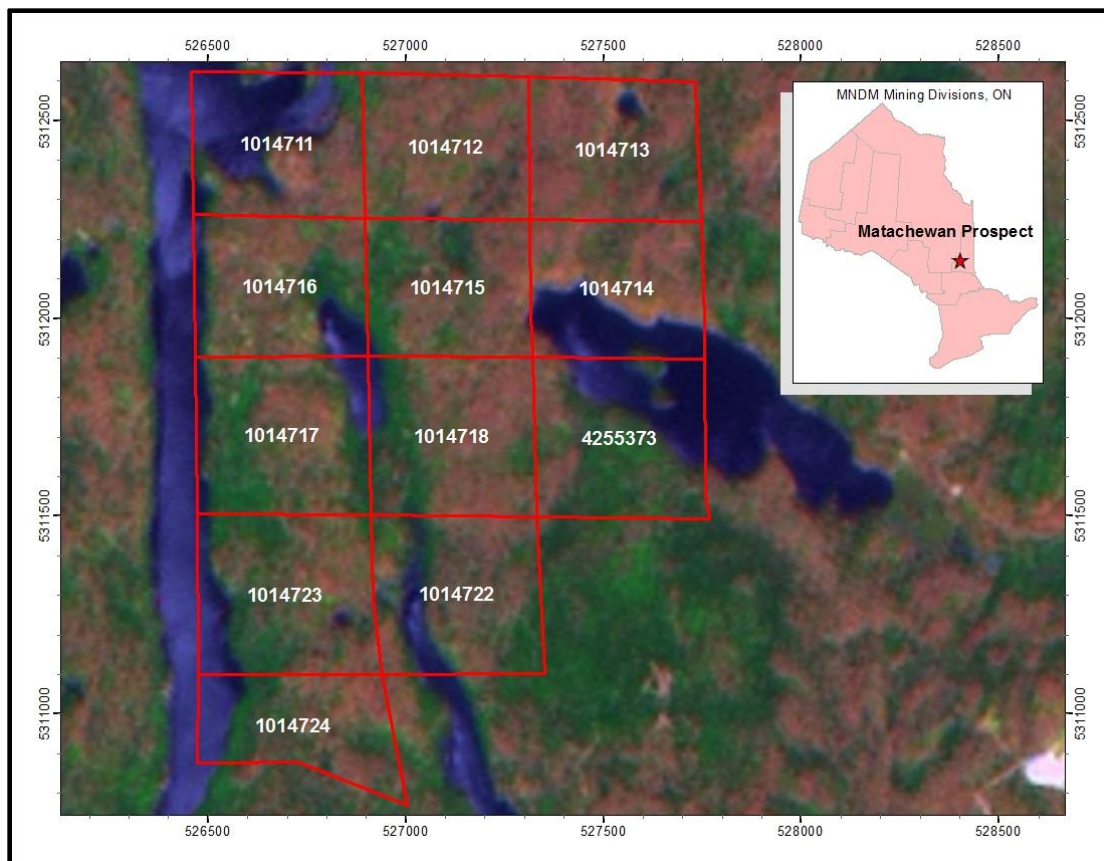 526500 527000 527500 528000 528500
MNDM Mining Divisions, ON
Matachewan Prospect
5312500 5312500
1014711 1014712 1014713
1014716 1014715 1014714
5312000 5312000
1014717 1014718 4255373
5311500 5311500
1014723 1014722
5311000 5311000
1014724
526500 527000 527500 528000 528500